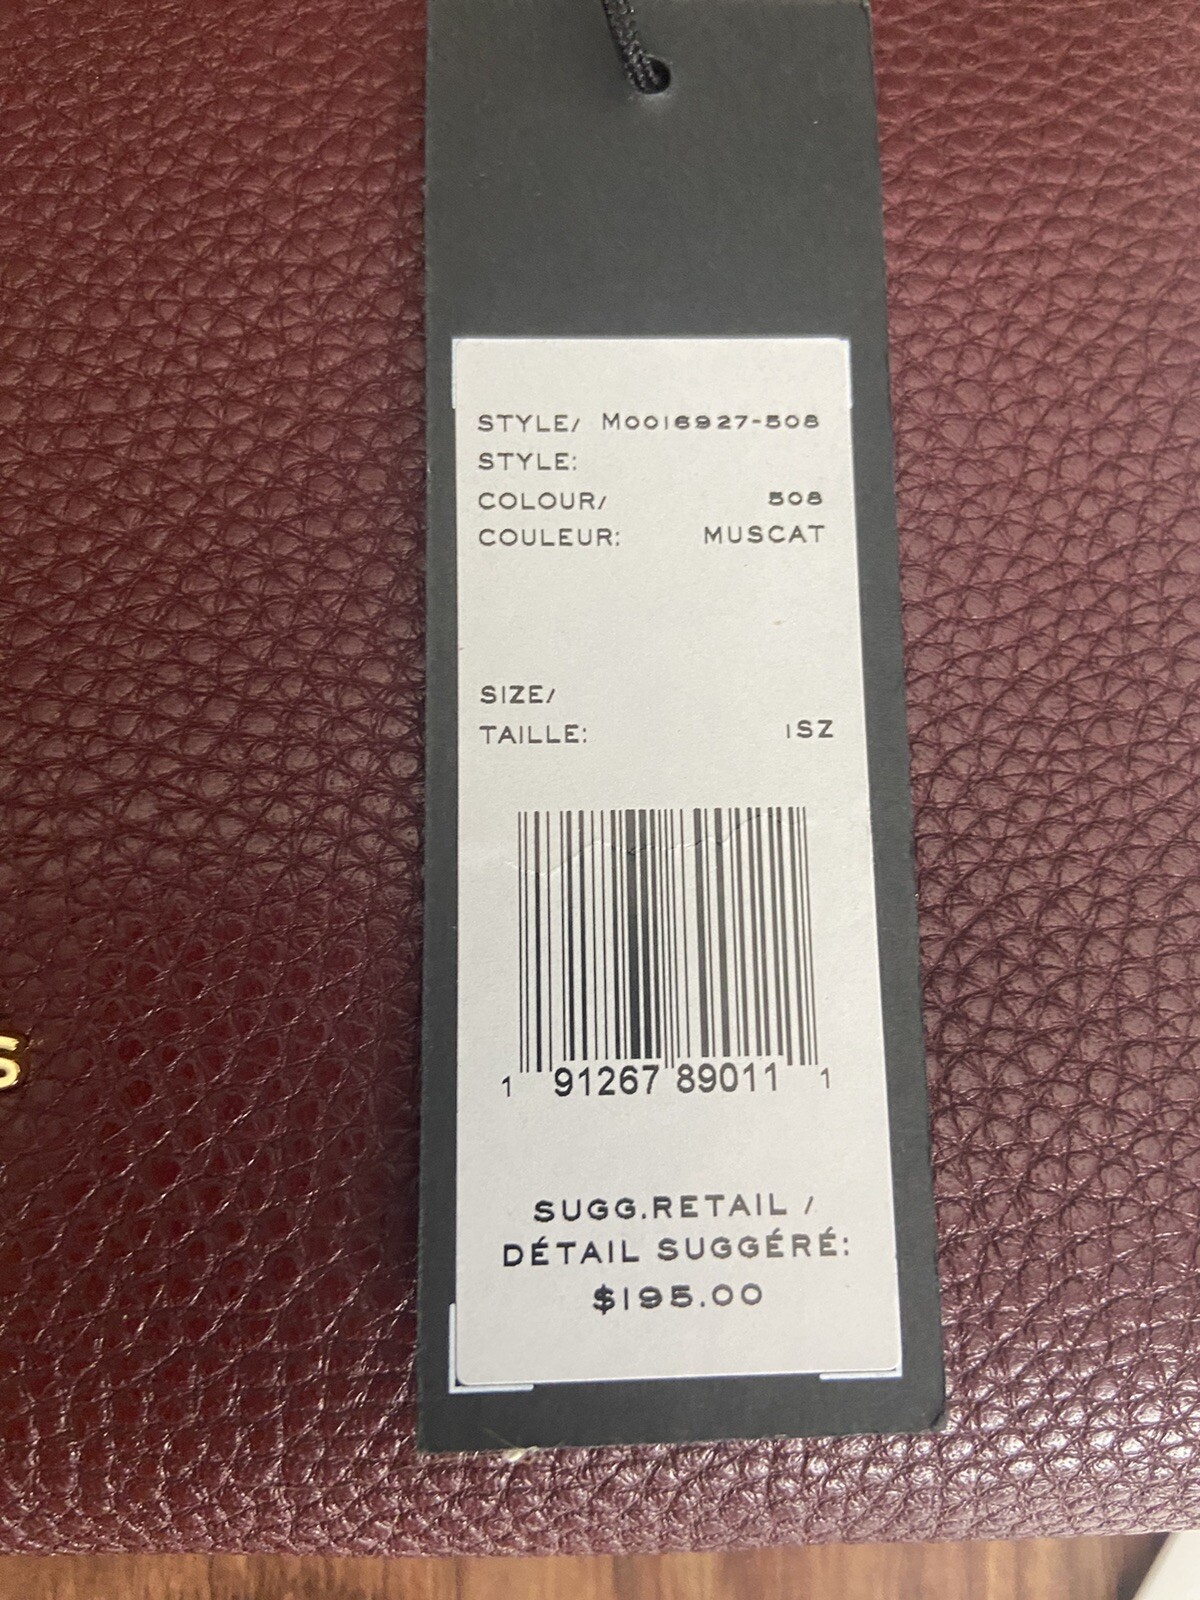 STYLE/ M0016927-508
STYLE:
COLOUR/ 508
COULEUR: MUSCAT
SIZE/
TAILLE: 1SZ
1 91267 89011 1
SUGG.RETAIL /
DÉTAIL SUGGÉRÉ:
$195.00
S